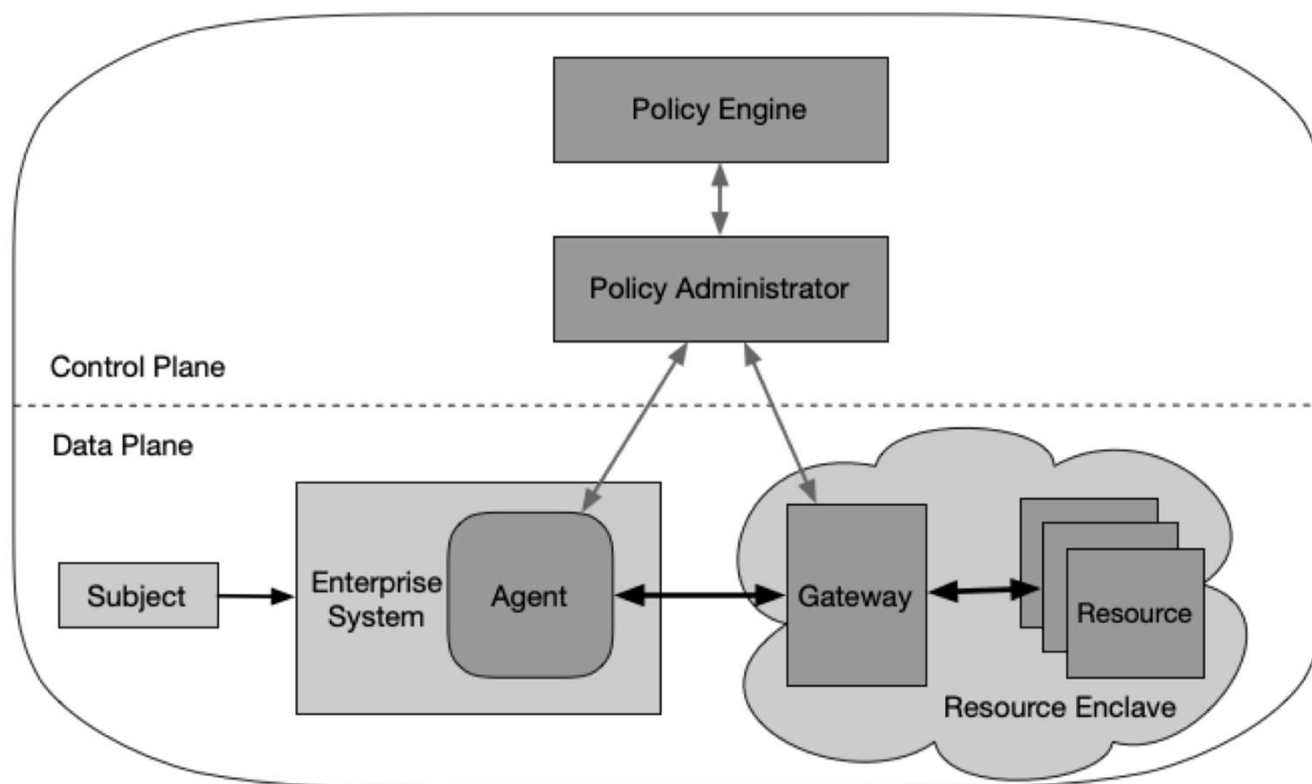 Policy Engine
Policy Administrator
Control Plane
Data Plane
Subject
Enterprise
System
Agent
Gateway
Resource
Resource Enclave